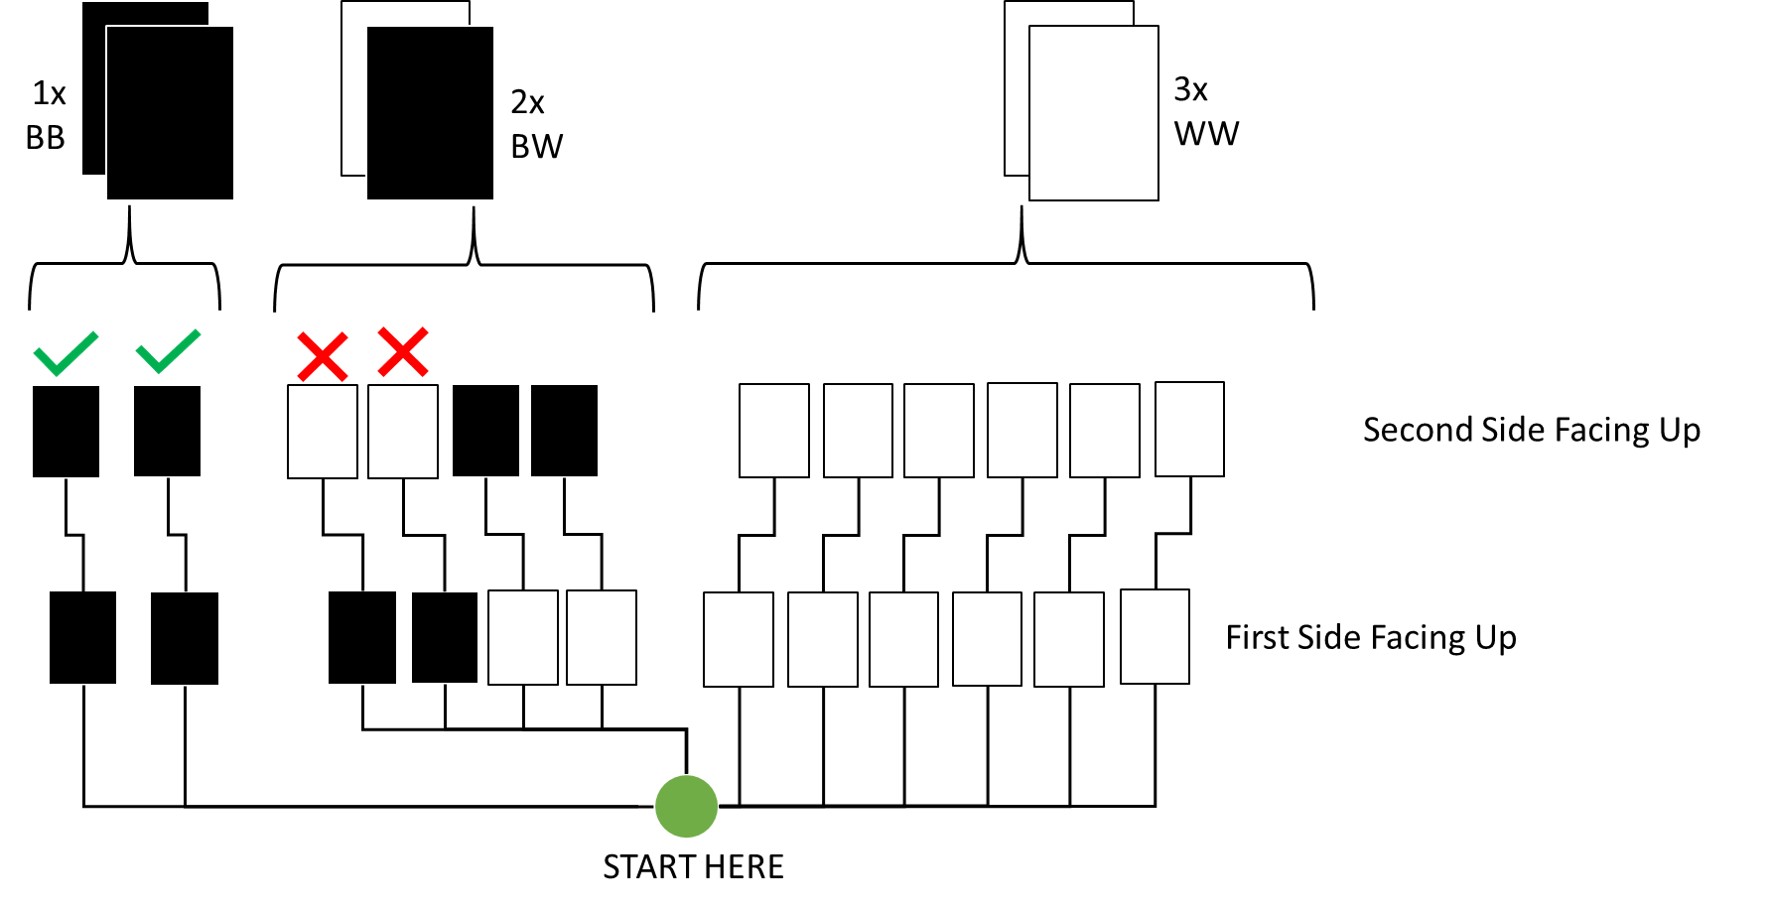 1x
BB
2x
BW
3x
WW
Second Side Facing Up
First Side Facing Up
START HERE